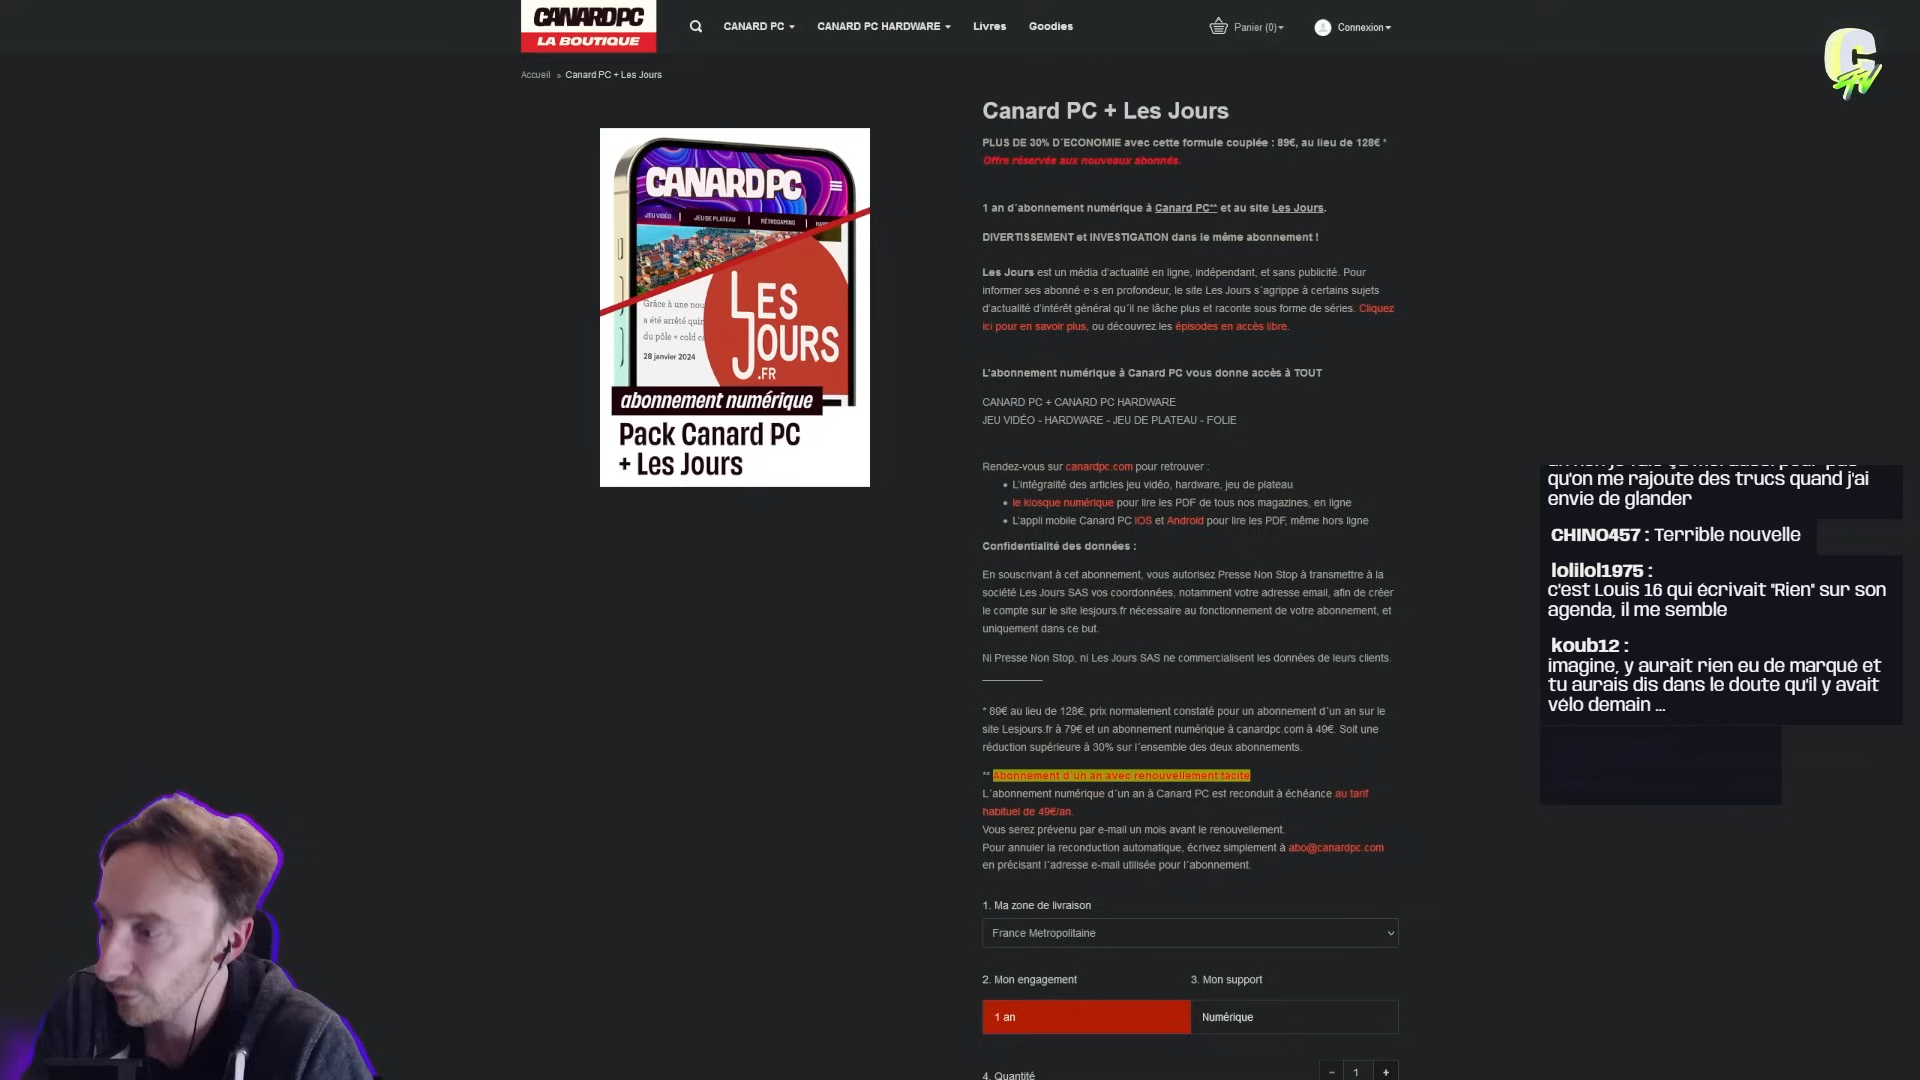 CANARDPC
LA BOUTIQUE
CANARD PC
CANARD PC HARDWARE
Livres
Goodies
Panier (0)
Connexion
C TV
Accueil » Canard PC + Les Jours
CANARDPC
JEU VIDÉO | JEU DE PLATEAU | RÉTROGAMING
Grâce à une nou
a été arrêté quin
du pôle « cold c
28 janvier 2024
LES
JOURS
.FR
abonnement numérique
Pack Canard PC
+ Les Jours
Canard PC + Les Jours
PLUS DE 30% D´ECONOMIE avec cette formule couplée : 89€, au lieu de 128€ *
Offre réservée aux nouveaux abonnés.
1 an d´abonnement numérique à Canard PC** et au site Les Jours.
DIVERTISSEMENT et INVESTIGATION dans le même abonnement !
Les Jours est un média d'actualité en ligne, indépendant, et sans publicité. Pour
informer ses abonné·e·s en profondeur, le site Les Jours s´agrippe à certains sujets
d'actualité d'intérêt général qu´il ne lâche plus et raconte sous forme de séries. Cliquez
ici pour en savoir plus, ou découvrez les épisodes en accès libre.
L'abonnement numérique à Canard PC vous donne accès à TOUT
CANARD PC + CANARD PC HARDWARE
JEU VIDÉO - HARDWARE - JEU DE PLATEAU - FOLIE
Rendez-vous sur canardpc.com pour retrouver :
• L'intégralité des articles jeu vidéo, hardware, jeu de plateau
• le kiosque numérique pour lire les PDF de tous nos magazines, en ligne
• L'appli mobile Canard PC IOS et Android pour lire les PDF, même hors ligne
Confidentialité des données :
En souscrivant à cet abonnement, vous autorisez Presse Non Stop à transmettre à la
société Les Jours SAS vos coordonnées, notamment votre adresse email, afin de créer
le compte sur le site lesjours.fr nécessaire au fonctionnement de votre abonnement, et
uniquement dans ce but.
Ni Presse Non Stop, ni Les Jours SAS ne commercialisent les données de leurs clients.
* 89€ au lieu de 128€, prix normalement constaté pour un abonnement d´un an sur le
site Lesjours.fr à 79€ et un abonnement numérique à canardpc.com à 49€. Soit une
réduction supérieure à 30% sur l´ensemble des deux abonnements.
** Abonnement d´un an avec renouvellement tacite
L´abonnement numérique d´un an à Canard PC est reconduit à échéance au tarif
habituel de 49€/an.
Vous serez prévenu par e-mail un mois avant le renouvellement.
Pour annuler la reconduction automatique, écrivez simplement à abo@canardpc.com
en précisant l´adresse e-mail utilisée pour l´abonnement.
1. Ma zone de livraison
France Metropolitaine
2. Mon engagement
3. Mon support
1 an
Numérique
4. Quantité
- 1 +
qu'on me rajoute des trucs quand j'ai
envie de glander
CHINO457 : Terrible nouvelle
lolilol1975 :
c'est Louis 16 qui écrivait "Rien" sur son
agenda, il me semble
koub12 :
imagine, y aurait rien eu de marqué et
tu aurais dis dans le doute qu'il y avait
vélo demain ...